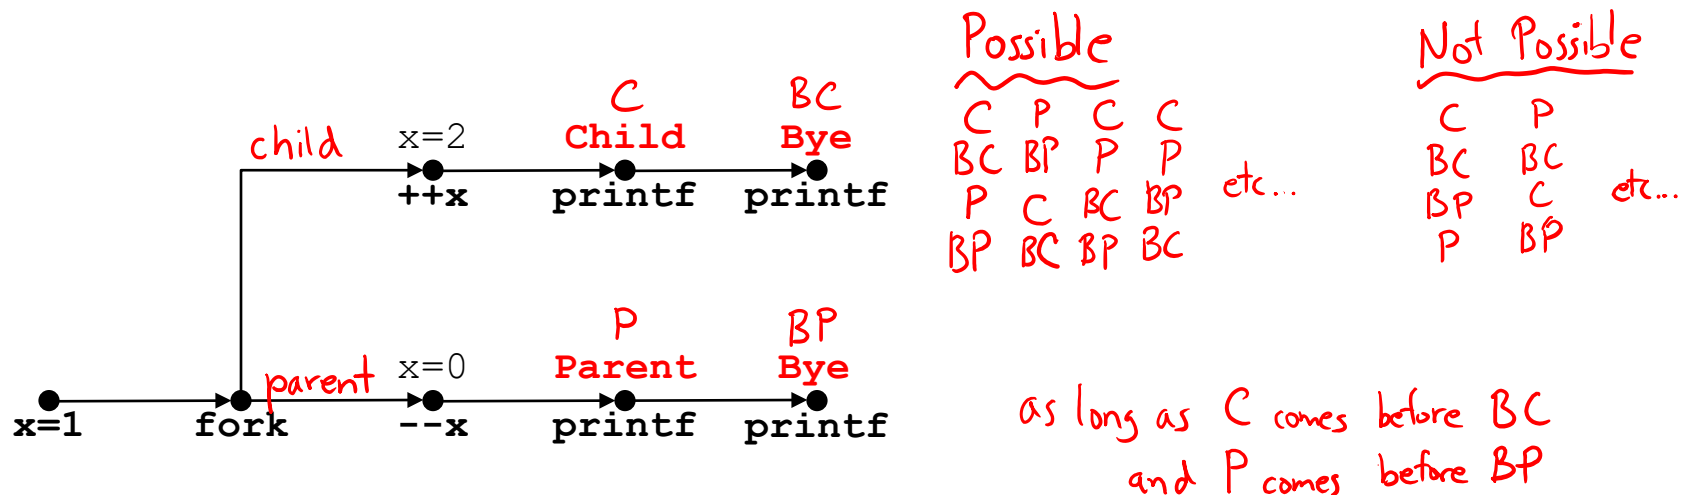 C BC
child x=2 Child Bye
++x printf printf
P BP
parent x=0 Parent Bye
x=1 fork --x printf printf
Possible
C P C C
BC BP P P
P C BC BP etc...
BP BC BP BC
Not Possible
C P
BC BC
BP C etc...
P BP
as long as C comes before BC
and P comes before BP